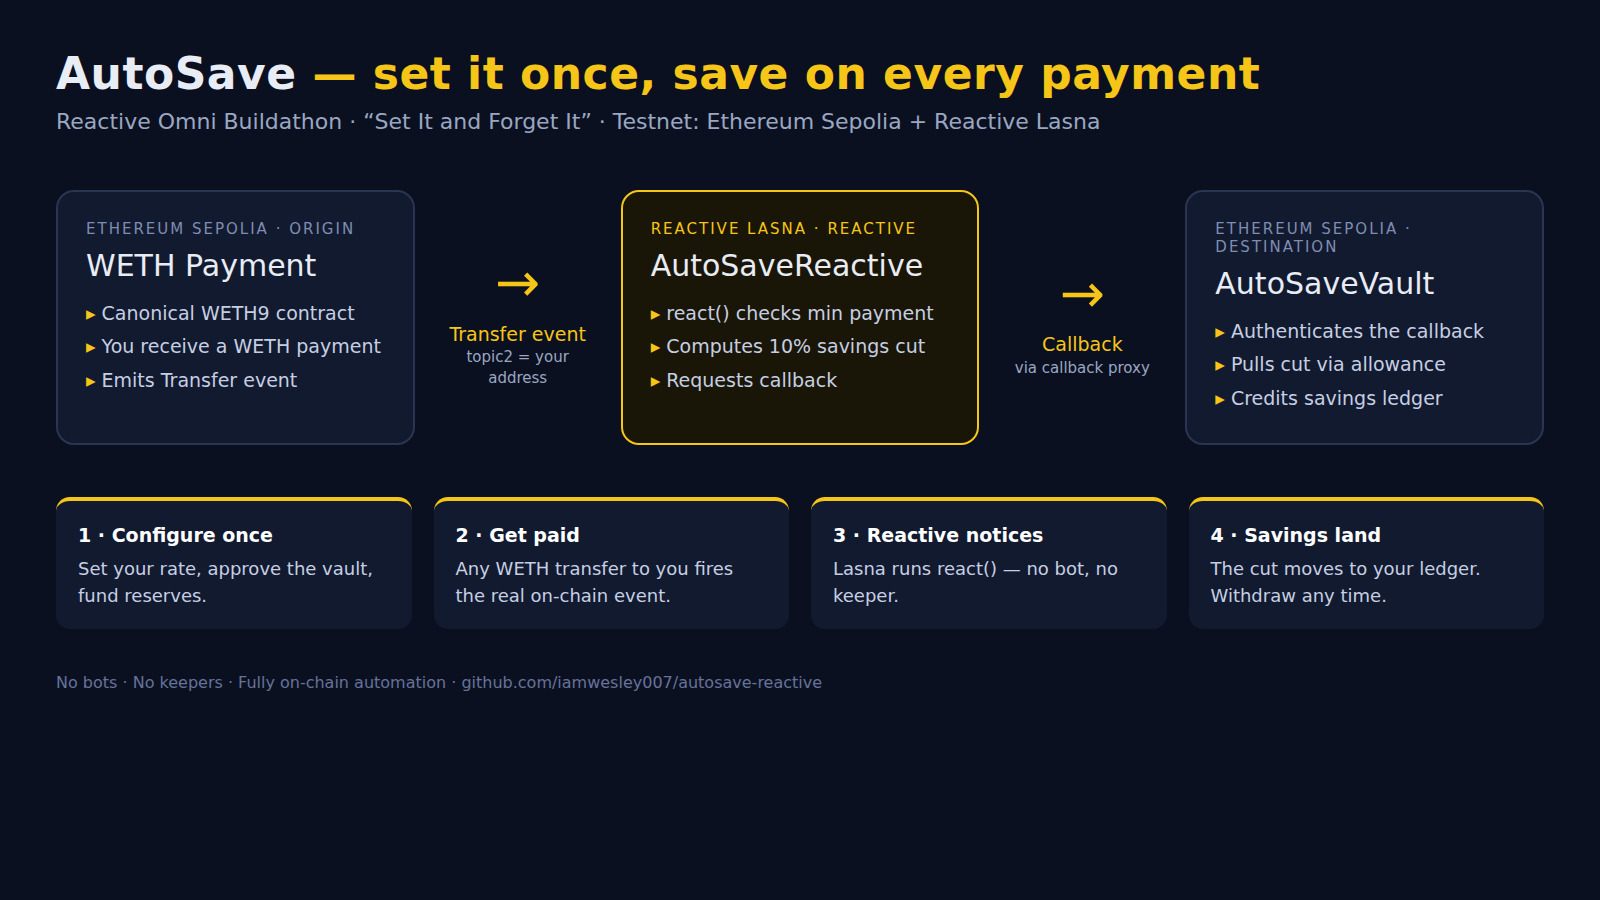 AutoSave — set it once, save on every payment
Reactive Omni Buildathon · “Set It and Forget It” · Testnet: Ethereum Sepolia + Reactive Lasna
ETHEREUM SEPOLIA · ORIGIN
WETH Payment
▸ Canonical WETH9 contract
▸ You receive a WETH payment
▸ Emits Transfer event
→
Transfer event
topic2 = your
address
REACTIVE LASNA · REACTIVE
AutoSaveReactive
▸ react() checks min payment
▸ Computes 10% savings cut
▸ Requests callback
→
Callback
via callback proxy
ETHEREUM SEPOLIA ·
DESTINATION
AutoSaveVault
▸ Authenticates the callback
▸ Pulls cut via allowance
▸ Credits savings ledger
1 · Configure once
Set your rate, approve the vault,
fund reserves.
2 · Get paid
Any WETH transfer to you fires
the real on-chain event.
3 · Reactive notices
Lasna runs react() — no bot, no
keeper.
4 · Savings land
The cut moves to your ledger.
Withdraw any time.
No bots · No keepers · Fully on-chain automation · github.com/iamwesley007/autosave-reactive